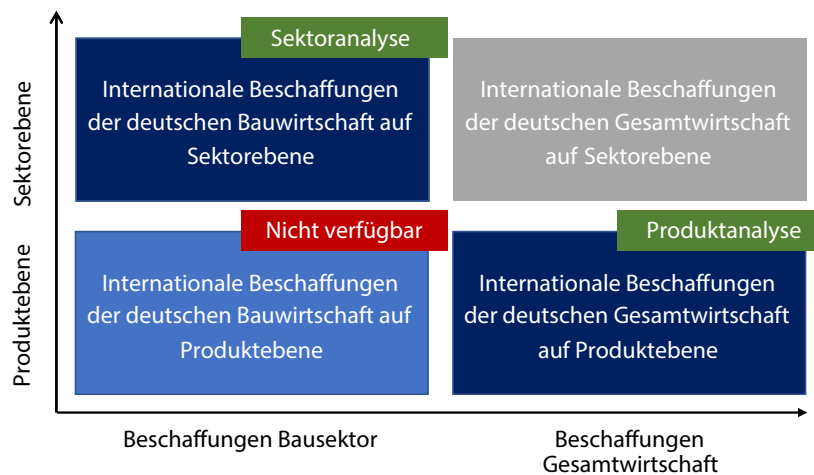 Sektorebene
Sektoranalyse
Internationale Beschaffungen
der deutschen Bauwirtschaft auf
Sektorebene
Internationale Beschaffungen
der deutschen Gesamtwirtschaft
auf Sektorebene
Produktebene
Nicht verfügbar
Internationale Beschaffungen
der deutschen Bauwirtschaft auf
Produktebene
Produktanalyse
Internationale Beschaffungen
der deutschen Gesamtwirtschaft
auf Produktebene
Beschaffungen Bausektor
Beschaffungen
Gesamtwirtschaft